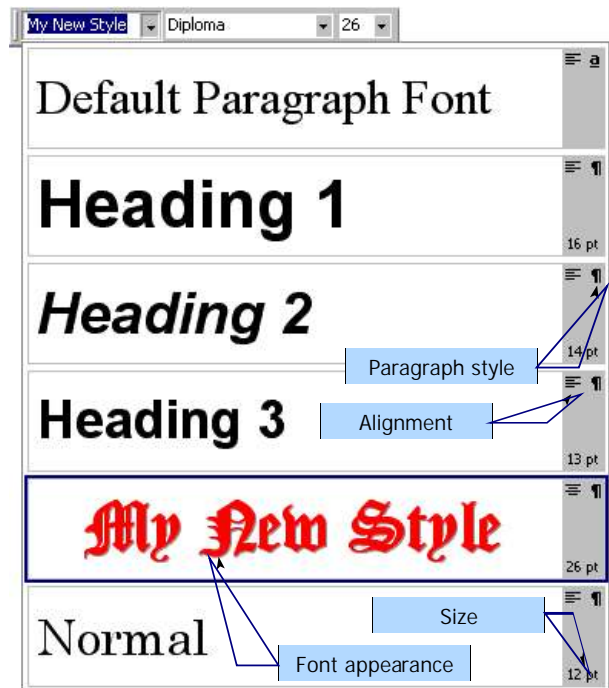 My New Style Diploma 26
a
Default Paragraph Font
¶
Heading 1
16 pt
¶
Heading 2
14 pt
Paragraph style
¶
Heading 3
Alignment
13 pt
¶
My New Style
26 pt
¶
Normal
Size
Font appearance
12 pt